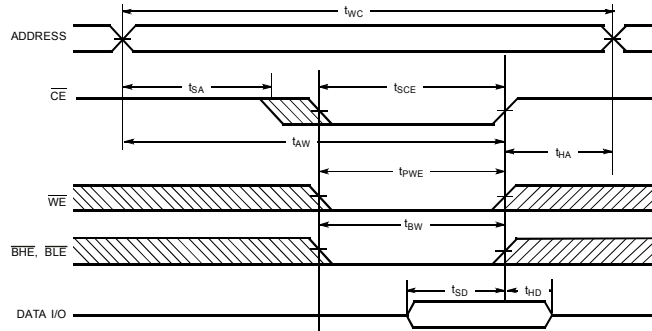 tWC
ADDRESS
tSA
tSCE
CE
tAW
tHA
tPWE
WE
tBW
BHE, BLE
tSD
tHD
DATA I/O